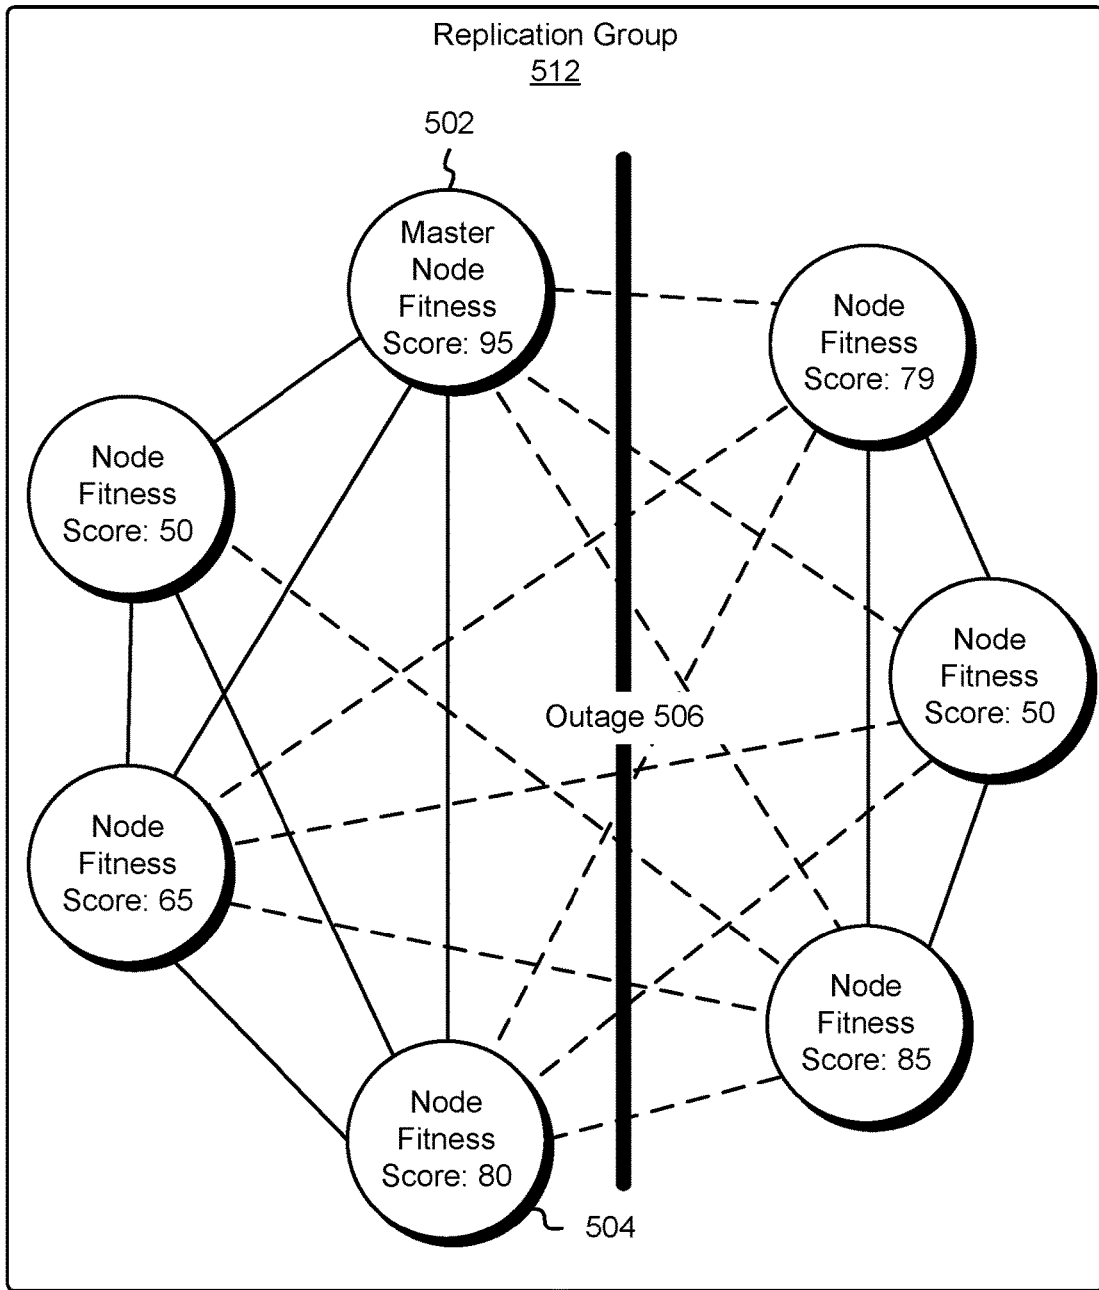 Replication Group
512
502
Master
Node
Fitness
Score: 95
Node
Fitness
Score: 79
Node
Fitness
Score: 50
Node
Fitness
Score: 50
Outage 506
Node
Fitness
Score: 65
Node
Fitness
Score: 85
Node
Fitness
Score: 80
504